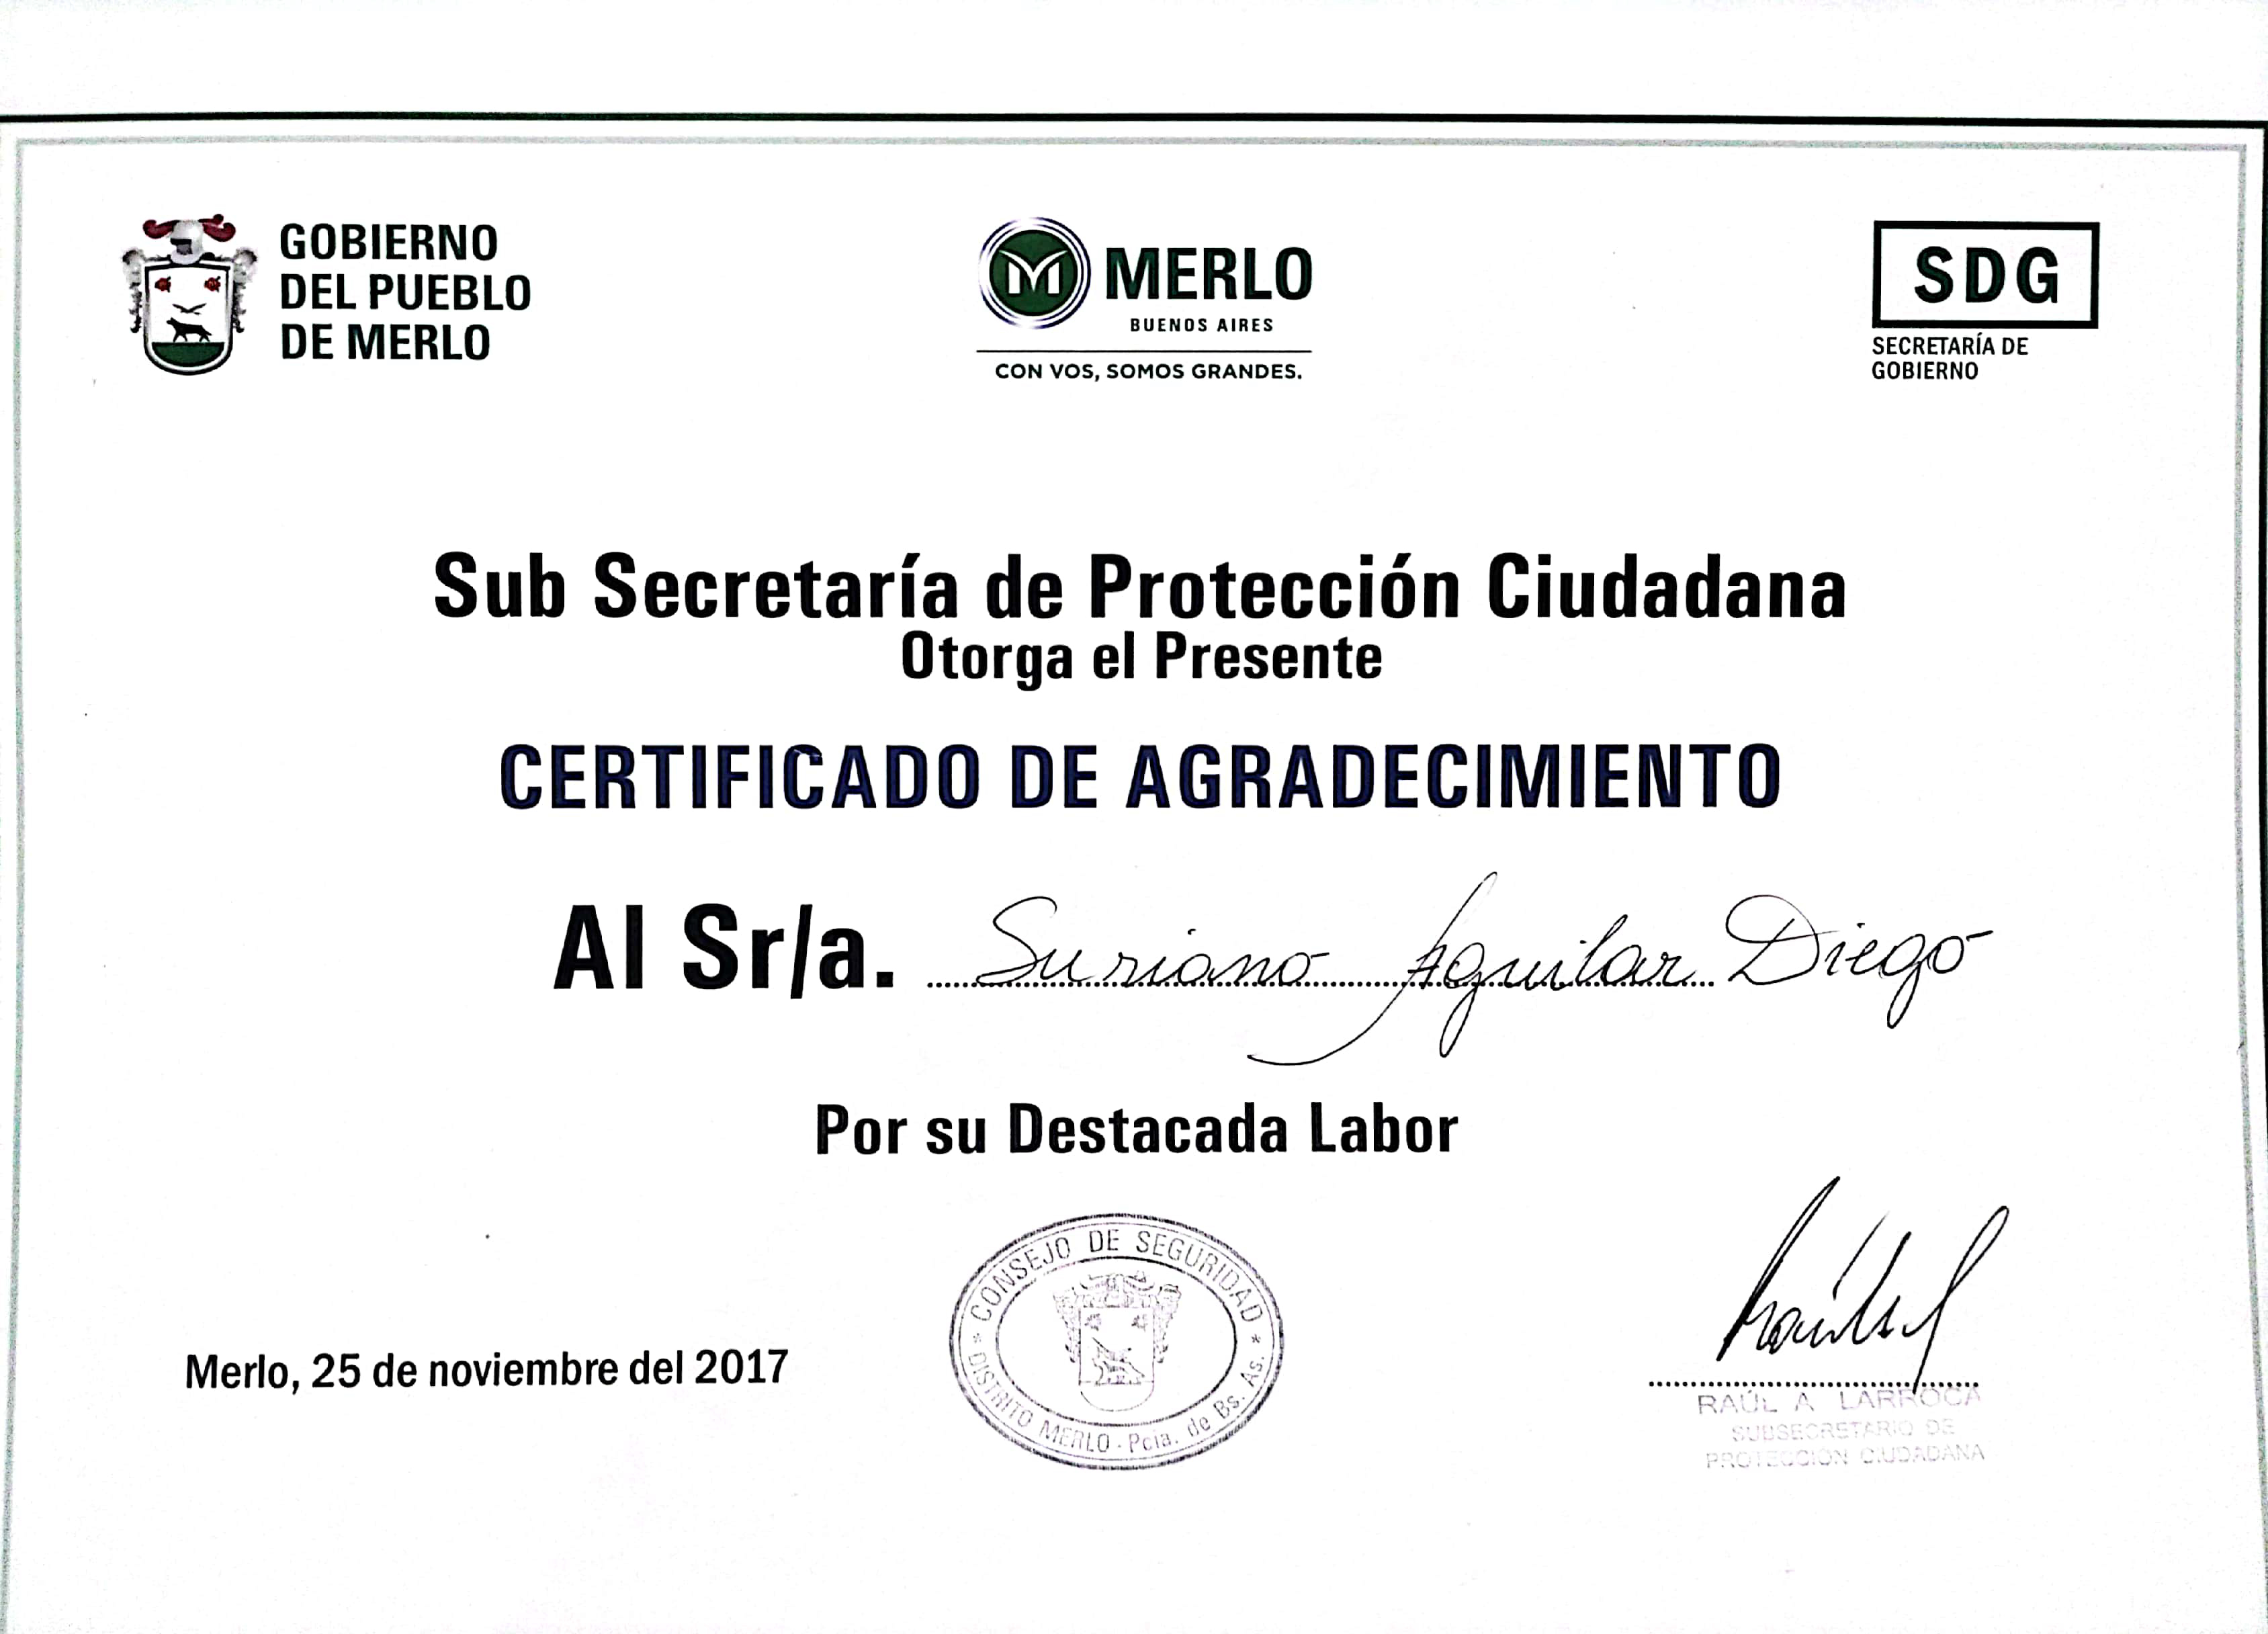 GOBIERNO
DEL PUEBLO
DE MERLO
MERLO
BUENOS AIRES
CON VOS, SOMOS GRANDES.
SDG
SECRETARÍA DE
GOBIERNO
Sub Secretaría de Protección Ciudadana
Otorga el Presente
CERTIFICADO DE AGRADECIMIENTO
Al Sr/a. Suriano Aguilar Diego
Por su Destacada Labor
Merlo, 25 de noviembre del 2017
* CONSEJO DE SEGURIDAD *
DISTRITO MERLO - Pcia. de Bs. As.
RAÚL A LARROCA
SUBSECRETARIO DE
PROTECCION CIUDADANA